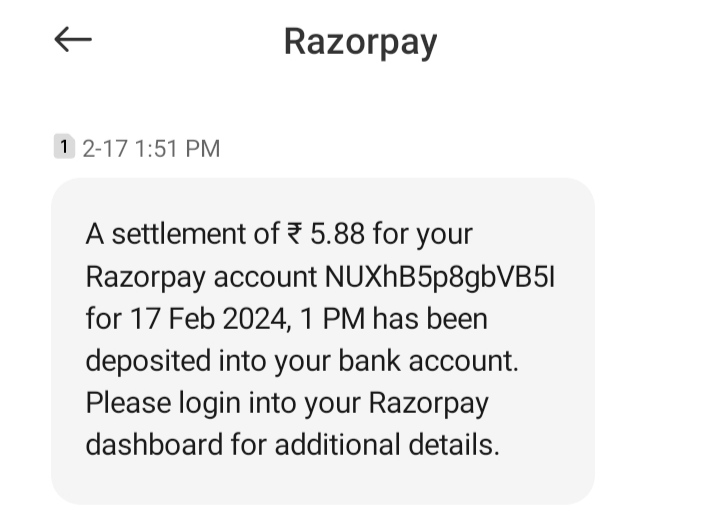 Razorpay
1 2-17 1:51 PM
A settlement of ₹ 5.88 for your
Razorpay account NUXhB5p8gbVB5l
for 17 Feb 2024, 1 PM has been
deposited into your bank account.
Please login into your Razorpay
dashboard for additional details.